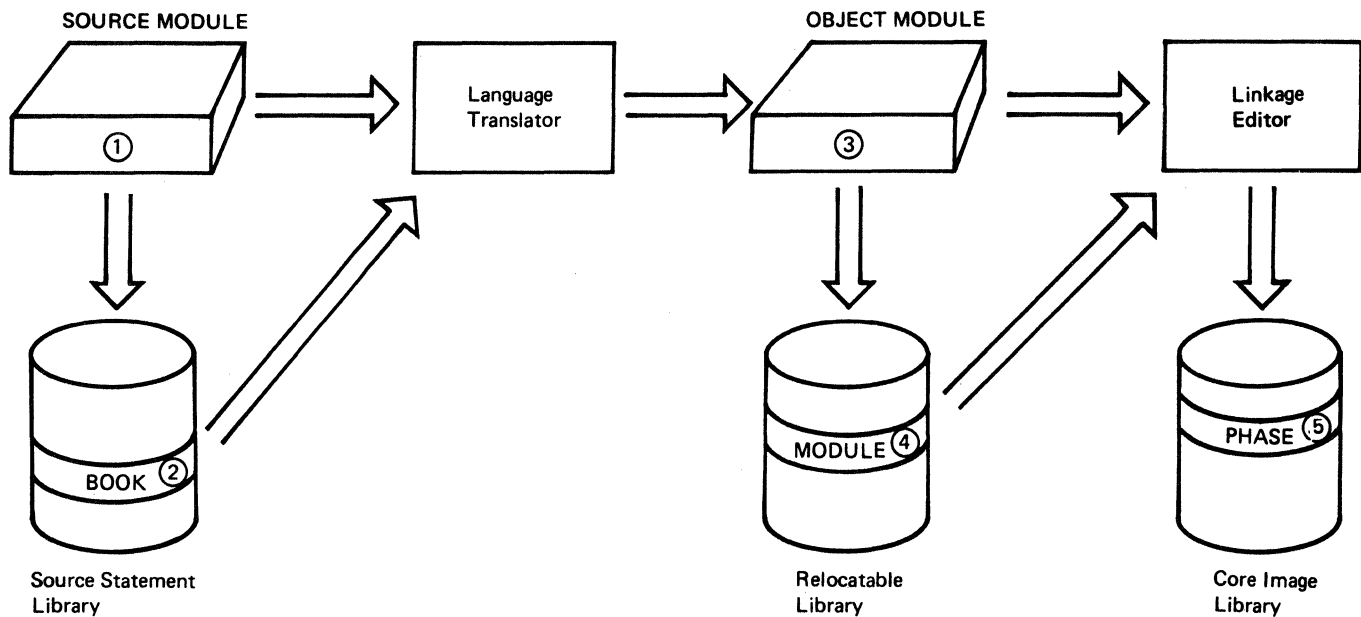 SOURCE MODULE
OBJECT MODULE
Language
Translator
Linkage
Editor
1
3
BOOK 2
MODULE 4
PHASE 5
Source Statement
Library
Relocatable
Library
Core Image
Library